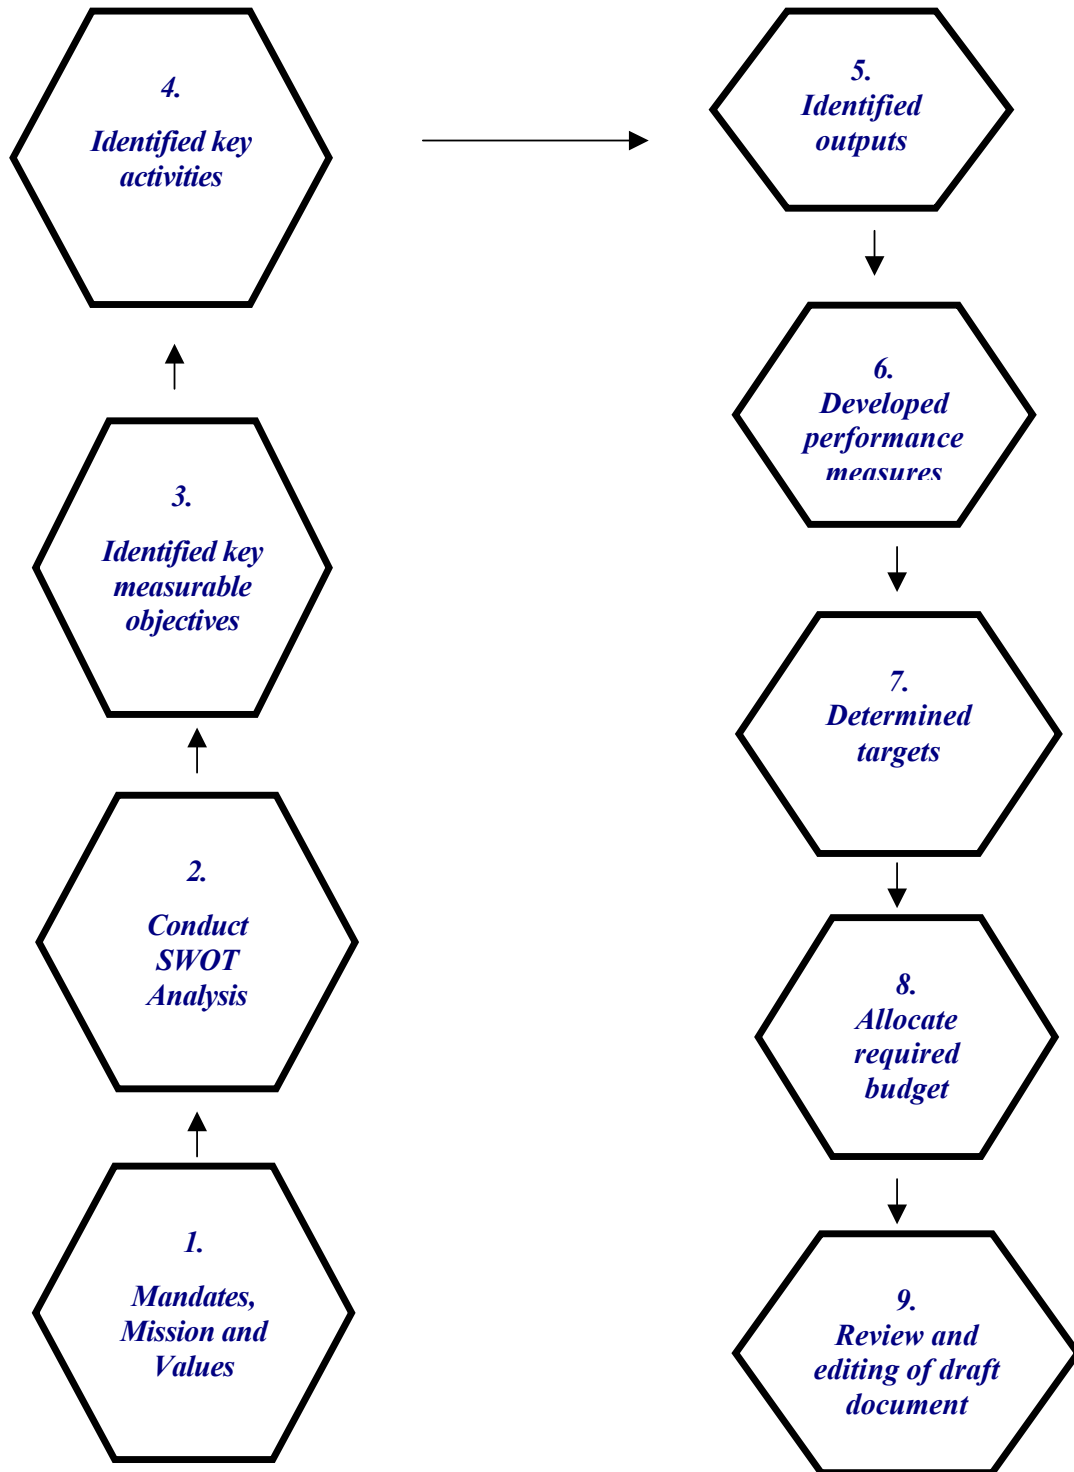 1.
Mandates,
Mission and
Values
2.
Conduct
SWOT
Analysis
3.
Identified key
measurable
objectives
4.
Identified key
activities
5.
Identified
outputs
6.
Developed
performance
measures
7.
Determined
targets
8.
Allocate
required
budget
9.
Review and
editing of draft
document